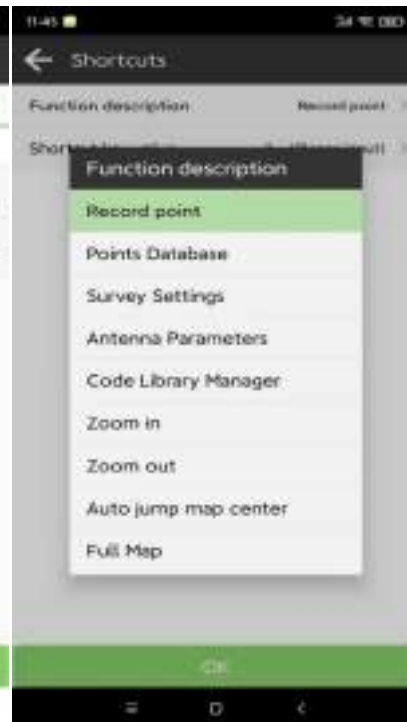 11:45
Shortcuts
Function description Record point
Function description
Record point
Points Database
Survey Settings
Antenna Parameters
Code Library Manager
Zoom in
Zoom out
Auto jump map center
Full Map
OK